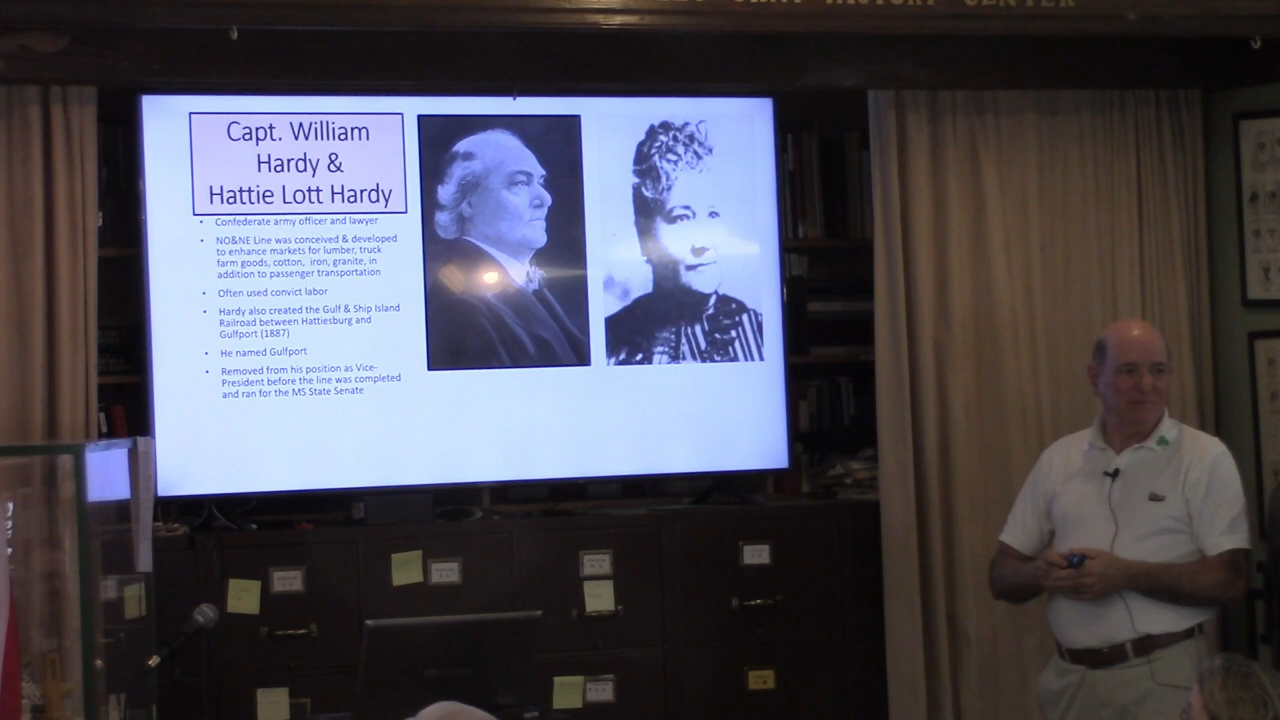 HISTORY CENTER
Capt. William
Hardy &
Hattie Lott Hardy
• Confederate army officer and lawyer
• NO&NE Line was conceived & developed
to enhance markets for lumber, truck
farm goods, cotton, iron, granite, in
addition to passenger transportation
• Often used convict labor
• Hardy also created the Gulf & Ship Island
Railroad between Hattiesburg and
Gulfport (1887)
• He named Gulfport
• Removed from his position as Vice-
President before the line was completed
and ran for the MS State Senate